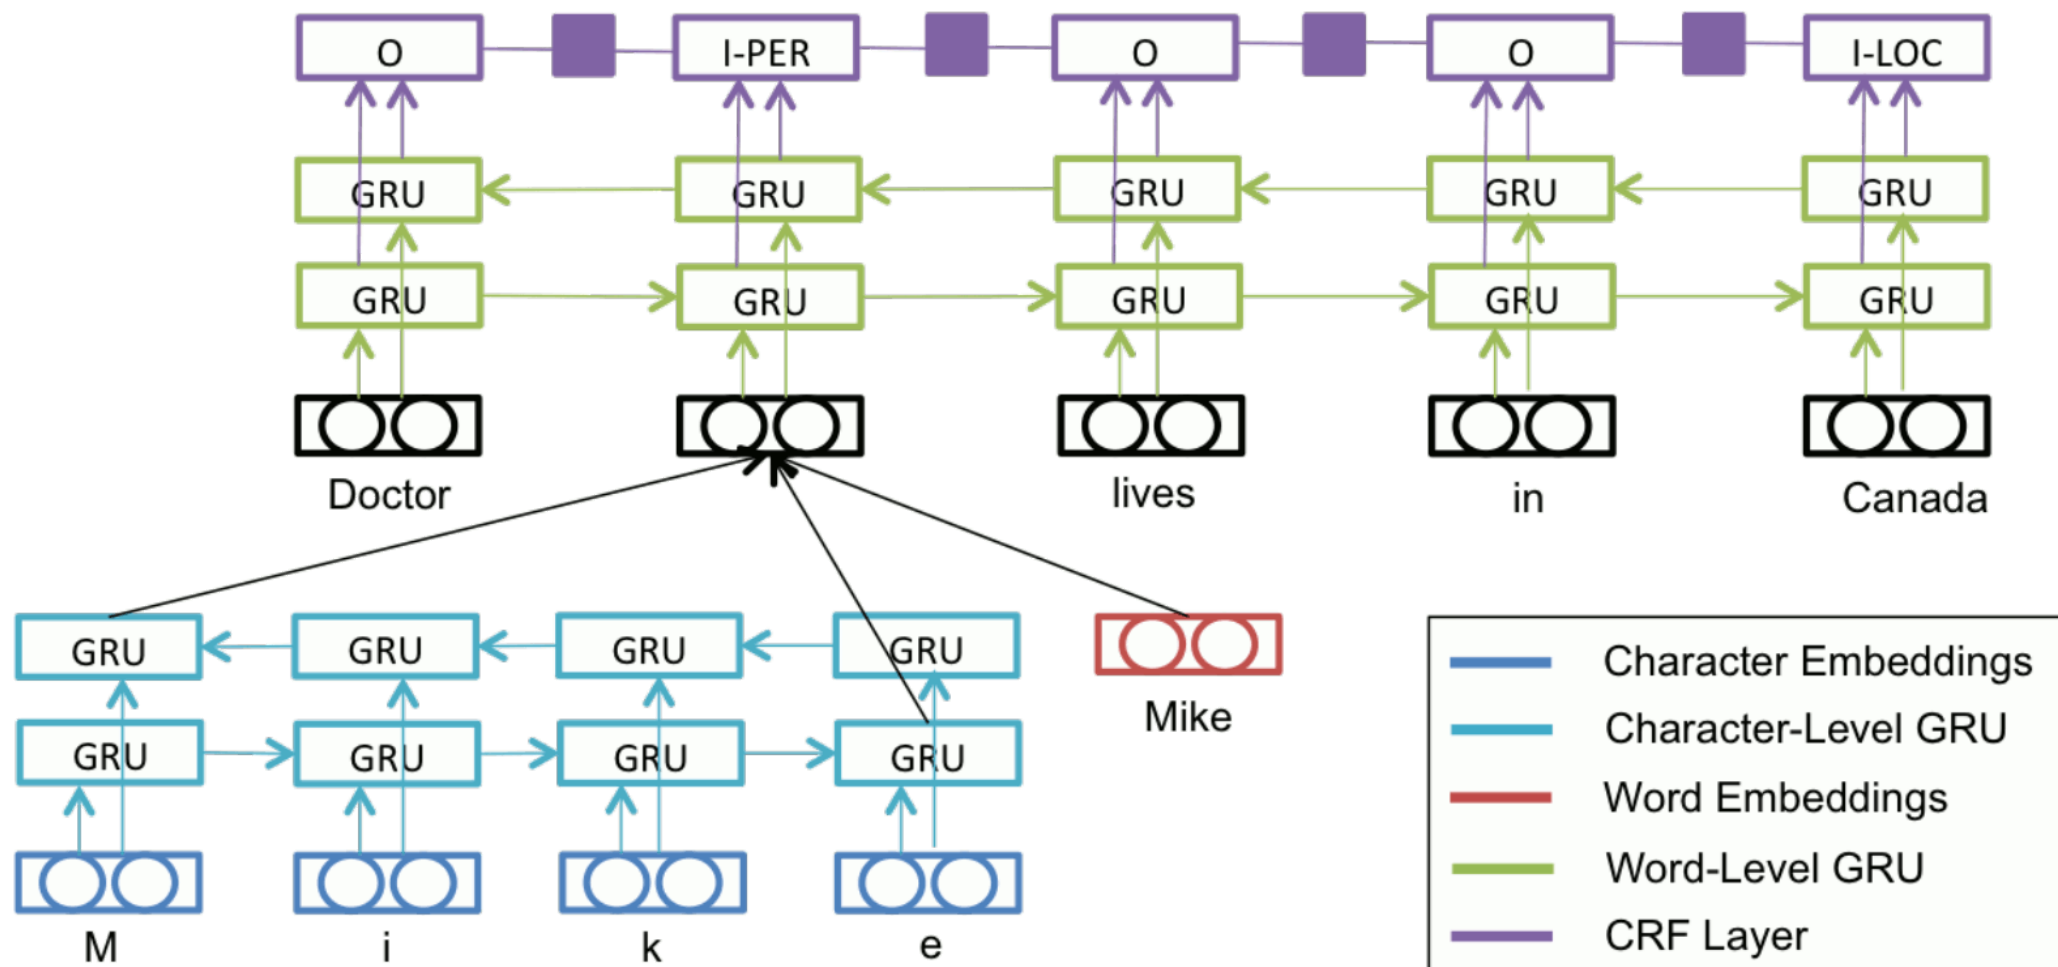 O I-PER O O I-LOC
GRU GRU GRU GRU GRU
GRU GRU GRU GRU GRU
Doctor lives in Canada
GRU GRU GRU GRU
Mike
GRU GRU GRU GRU
M i k e
Character Embeddings
Character-Level GRU
Word Embeddings
Word-Level GRU
CRF Layer